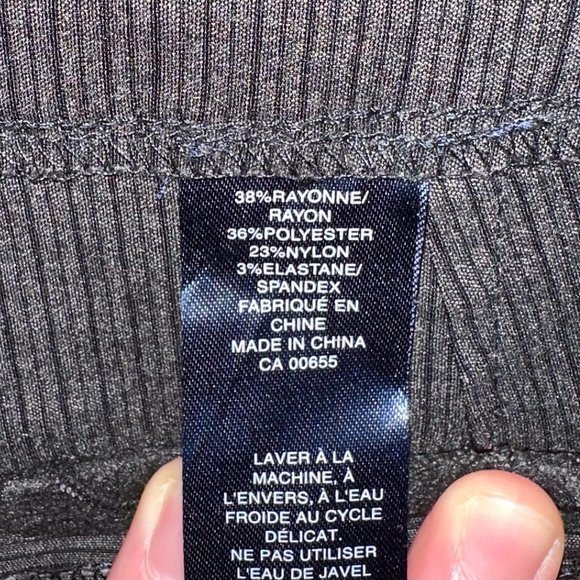 38%RAYONNE/
RAYON
36%POLYESTER
23%NYLON
3%ELASTANE/
SPANDEX
FABRIQUÉ EN
CHINE
MADE IN CHINA
CA 00655
LAVER À LA
MACHINE, À
L'ENVERS, À L'EAU
FROIDE AU CYCLE
DÉLICAT.
NE PAS UTILISER
L'EAU DE JAVEL